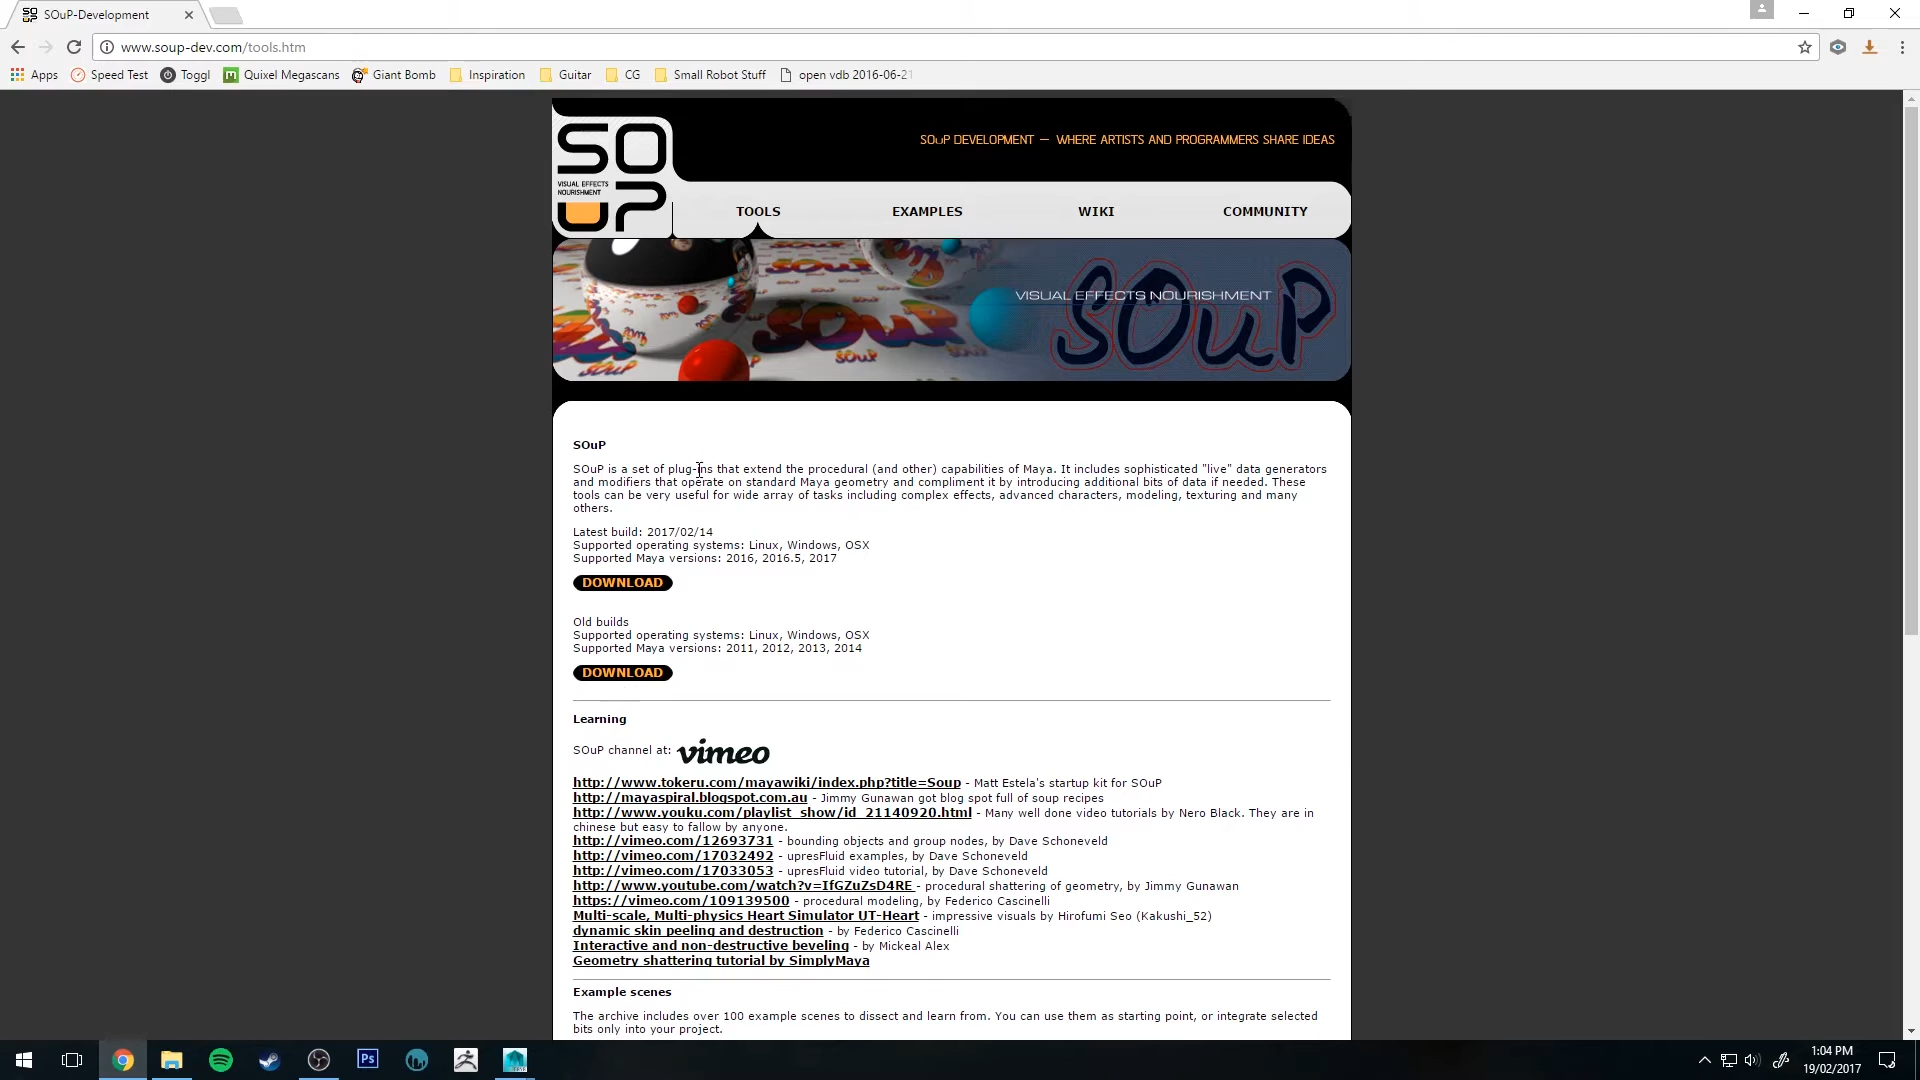 SOuP-Development
www.soup-dev.com/tools.htm
Apps Speed Test Toggl Quixel Megascans Giant Bomb Inspiration Guitar CG Small Robot Stuff open vdb 2016-06-21
SOuP
VISUAL EFFECTS
NOURISHMENT
SOuP DEVELOPMENT — WHERE ARTISTS AND PROGRAMMERS SHARE IDEAS
TOOLS EXAMPLES WIKI COMMUNITY
VISUAL EFFECTS NOURISHMENT
SOuP
SOuP
SOuP is a set of plug-ins that extend the procedural (and other) capabilities of Maya. It includes sophisticated "live" data generators
and modifiers that operate on standard Maya geometry and compliment it by introducing additional bits of data if needed. These
tools can be very useful for wide array of tasks including complex effects, advanced characters, modeling, texturing and many
others.
Latest build: 2017/02/14
Supported operating systems: Linux, Windows, OSX
Supported Maya versions: 2016, 2016.5, 2017
DOWNLOAD
Old builds
Supported operating systems: Linux, Windows, OSX
Supported Maya versions: 2011, 2012, 2013, 2014
DOWNLOAD
Learning
SOuP channel at: vimeo
http://www.tokeru.com/mayawiki/index.php?title=Soup - Matt Estela's startup kit for SOuP
http://mayaspiral.blogspot.com.au - Jimmy Gunawan got blog spot full of soup recipes
http://www.youku.com/playlist_show/id_21140920.html - Many well done video tutorials by Nero Black. They are in
chinese but easy to fallow by anyone.
http://vimeo.com/12693731 - bounding objects and group nodes, by Dave Schoneveld
http://vimeo.com/17032492 - upresFluid examples, by Dave Schoneveld
http://vimeo.com/17033053 - upresFluid video tutorial, by Dave Schoneveld
http://www.youtube.com/watch?v=IfGZuZsD4RE - procedural shattering of geometry, by Jimmy Gunawan
https://vimeo.com/109139500 - procedural modeling, by Federico Cascinelli
Multi-scale, Multi-physics Heart Simulator UT-Heart - impressive visuals by Hirofumi Seo (Kakushi_52)
dynamic skin peeling and destruction - by Federico Cascinelli
Interactive and non-destructive beveling - by Mickeal Alex
Geometry shattering tutorial by SimplyMaya
Example scenes
The archive includes over 100 example scenes to dissect and learn from. You can use them as starting point, or integrate selected
bits only into your project.
Ps
1:04 PM
19/02/2017